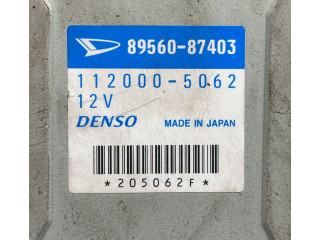 89560-87403
112000-5062
12V
DENSO MADE IN JAPAN
*205062F*